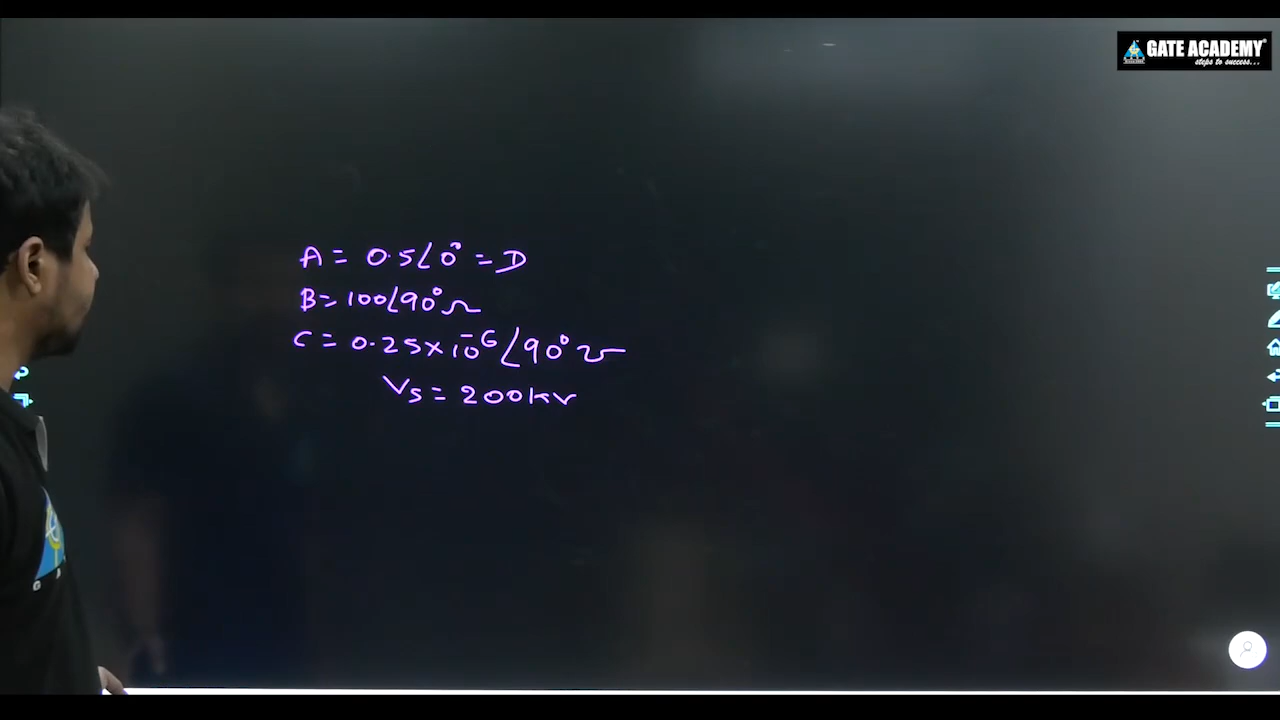 GATE ACADEMY®
steps to success...
A = 0.5∠0° = D
B = 100∠90° Ω
C = 0.25 × 10⁻⁶ ∠90° ℧
Vs = 200kV